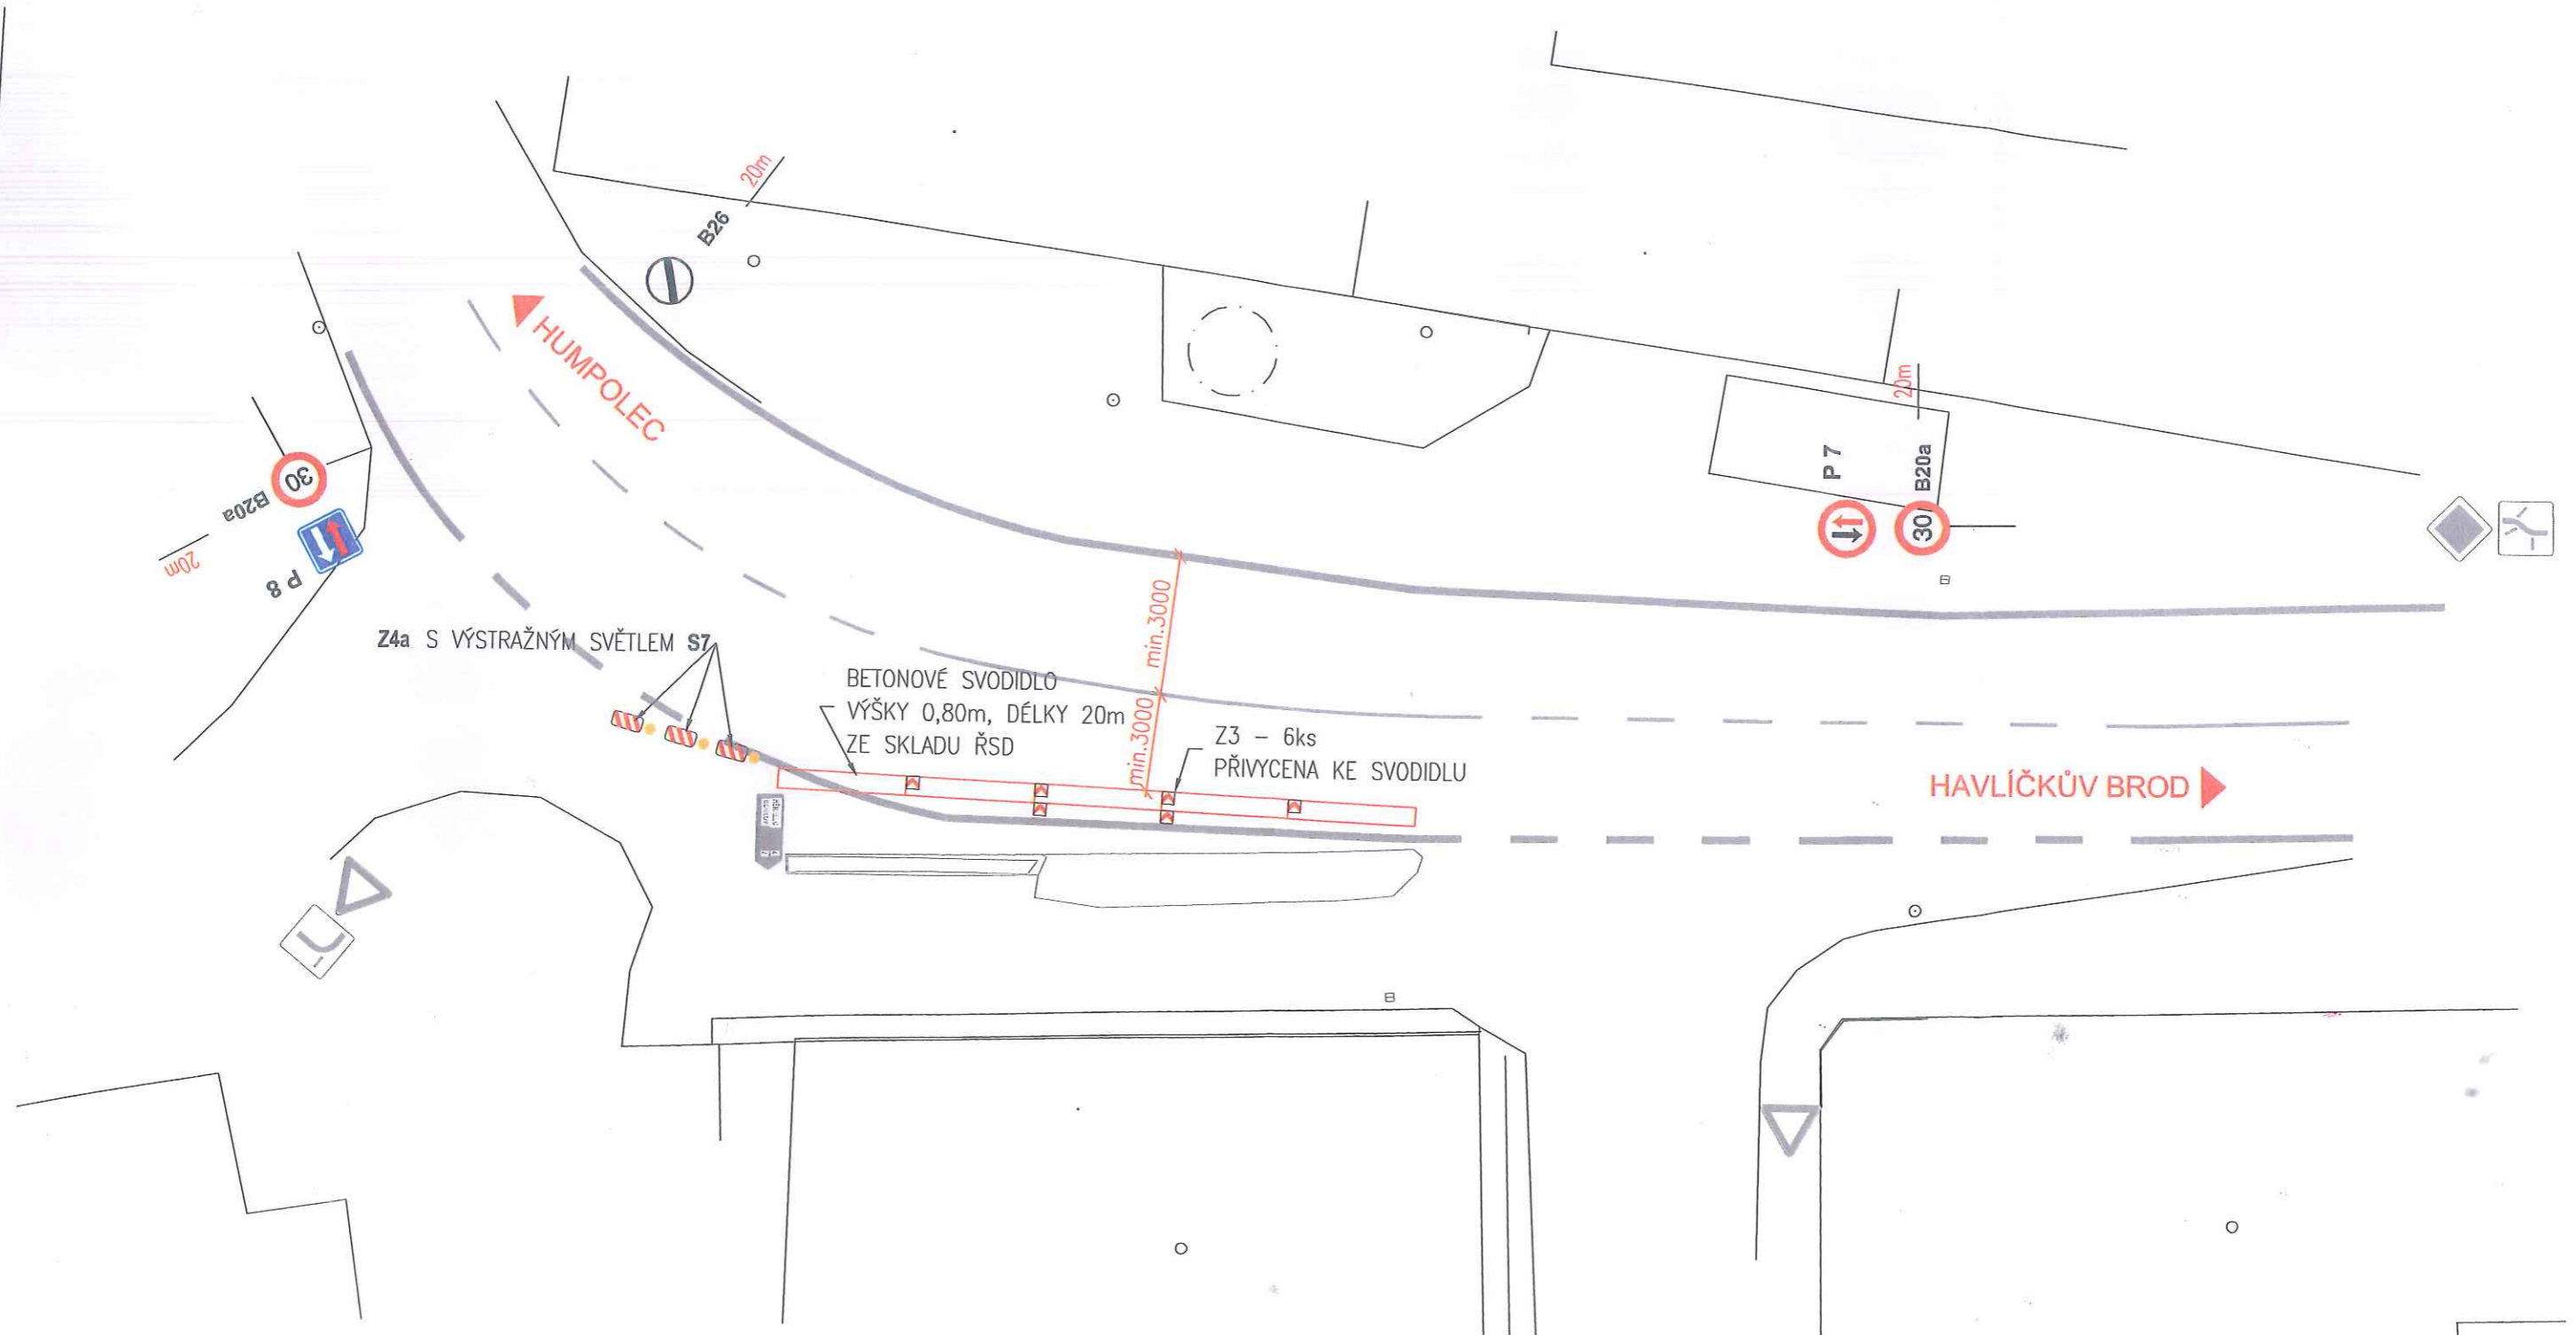 20m
B26
HUMPOLEC
20m
P 7
B20a
30
30
B20a
20m
P 8
min.3000
min.3000
Z4a S VÝSTRAŽNÝM SVĚTLEM S7
BETONOVÉ SVODIDLO
VÝŠKY 0,80m, DÉLKY 20m
ZE SKLADU ŘSD
Z3 – 6ks
PŘIVYCENA KE SVODIDLU
HAVLÍČKŮV BROD